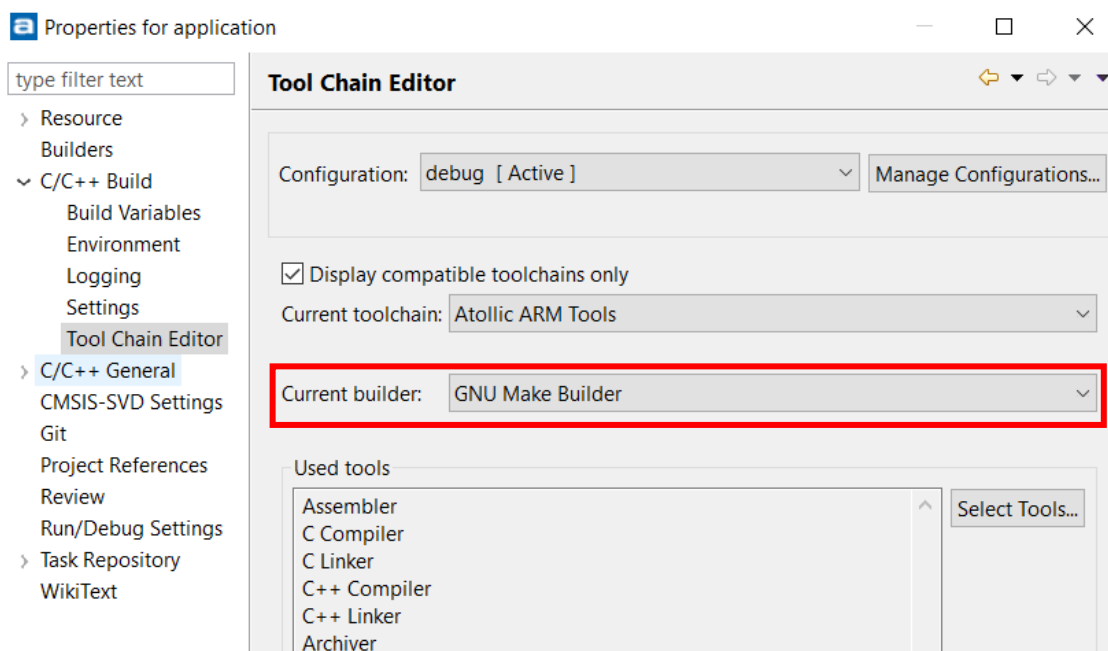 Properties for application
type filter text
Resource
Builders
C/C++ Build
Build Variables
Environment
Logging
Settings
Tool Chain Editor
C/C++ General
CMSIS-SVD Settings
Git
Project References
Review
Run/Debug Settings
Task Repository
WikiText
Tool Chain Editor
Configuration: debug [ Active ] Manage Configurations...
Display compatible toolchains only
Current toolchain: Atollic ARM Tools
Current builder: GNU Make Builder
Used tools
Assembler
C Compiler
C Linker
C++ Compiler
C++ Linker
Archiver
Select Tools...